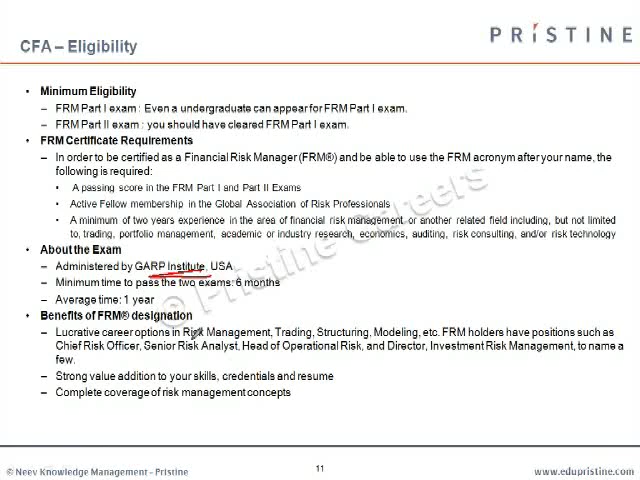 PRISTINE
CFA – Eligibility
• Minimum Eligibility
– FRM Part I exam : Even a undergraduate can appear for FRM Part I exam.
– FRM Part II exam : you should have cleared FRM Part I exam.
• FRM Certificate Requirements
– In order to be certified as a Financial Risk Manager (FRM®) and be able to use the FRM acronym after your name, the
following is required:
• A passing score in the FRM Part I and Part II Exams
• Active Fellow membership in the Global Association of Risk Professionals
• A minimum of two years experience in the area of financial risk management or another related field including, but not limited
to, trading, portfolio management, academic or industry research, economics, auditing, risk consulting, and/or risk technology
• About the Exam
– Administered by GARP Institute, USA
– Minimum time to pass the two exams: 6 months
– Average time: 1 year
• Benefits of FRM® designation
– Lucrative career options in Risk Management, Trading, Structuring, Modeling, etc. FRM holders have positions such as
Chief Risk Officer, Senior Risk Analyst, Head of Operational Risk, and Director, Investment Risk Management, to name a
few.
– Strong value addition to your skills, credentials and resume
– Complete coverage of risk management concepts
© Pristine Careers
© Neev Knowledge Management - Pristine
11
www.edupristine.com